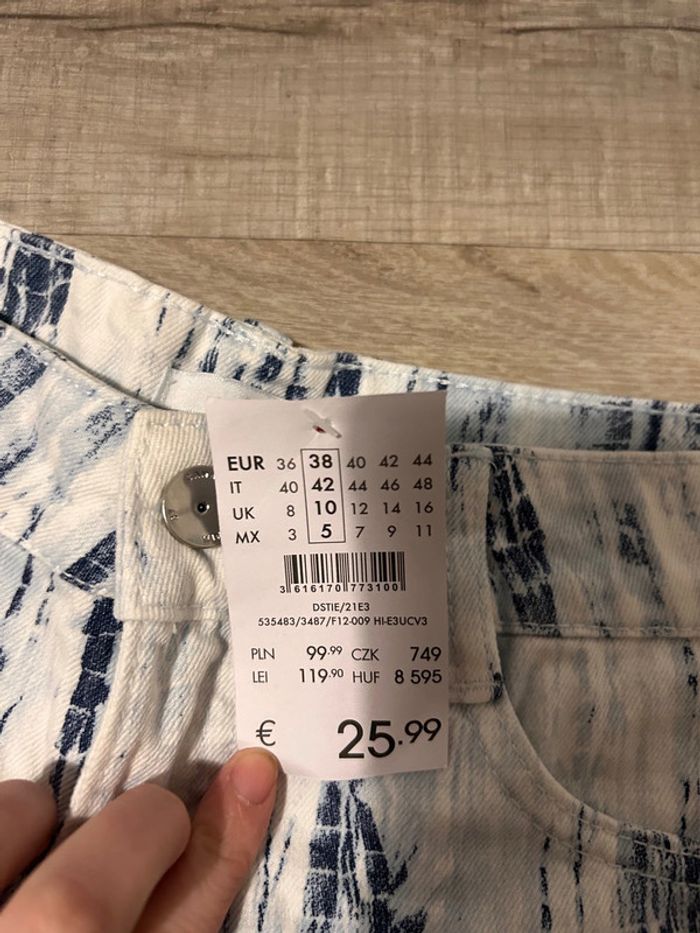 EUR 36 38 40 42 44
IT 40 42 44 46 48
UK 8 10 12 14 16
MX 3 5 7 9 11
3 616170 773100
DSTIE/21E3
535483/3487/F12-009 HI-E3UCV3
PLN 99.99 CZK 749
LEI 119.90 HUF 8 595
€ 25.99